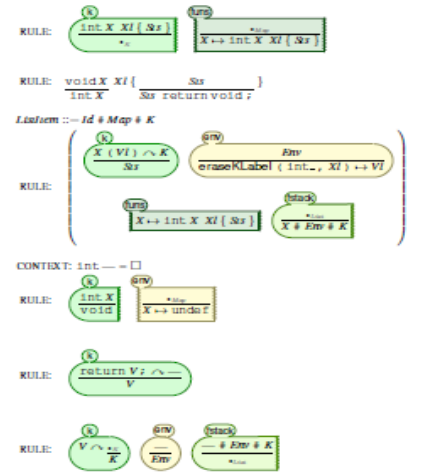 k funs
RULE: int X Xl { Sts } •Map
•K X ↦ int X Xl { Sts }
RULE: void X Xl { Sts }
int X Sts return void ;
ListItem ::= Id * Map * K
k env
X ( Vl ) ↷ K Env
RULE: Sts eraseKLabel ( int_, Xl ) ↦ Vl
funs fstack
X ↦ int X Xl { Sts } •List
X * Env * K
CONTEXT: int — = □
k env
RULE: int X •Map
void X ↦ undef
k
RULE: return V ; ↷ —
V
k env fstack
RULE: V ↷ •K — — * Env * K
K Env •List